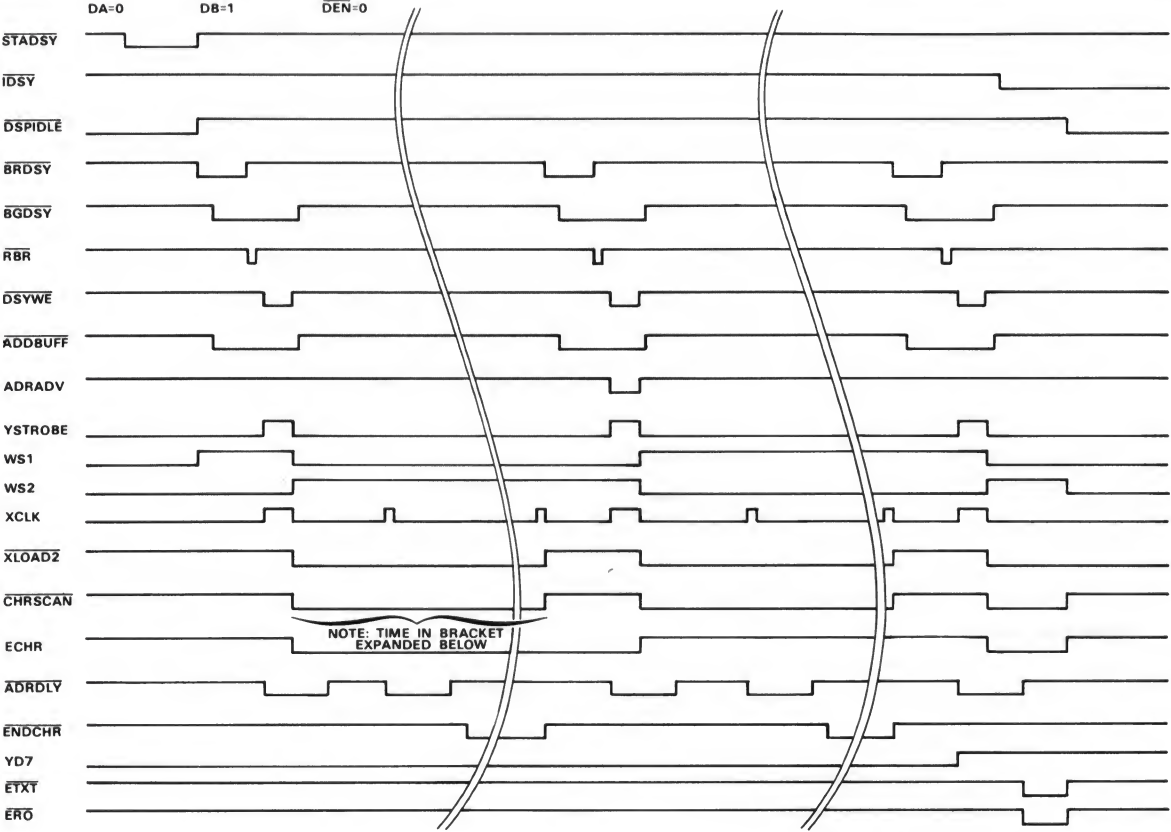 DA=0 DB=1 DEN=0
STADSY
IDSY
DSPIDLE
BRDSY
BGDSY
RBR
DSYWE
ADDBUFF
ADRADV
YSTROBE
WS1
WS2
XCLK
XLOAD2
CHRSCAN
NOTE: TIME IN BRACKET
EXPANDED BELOW
ECHR
ADRDLY
ENDCHR
YD7
ETXT
ERO